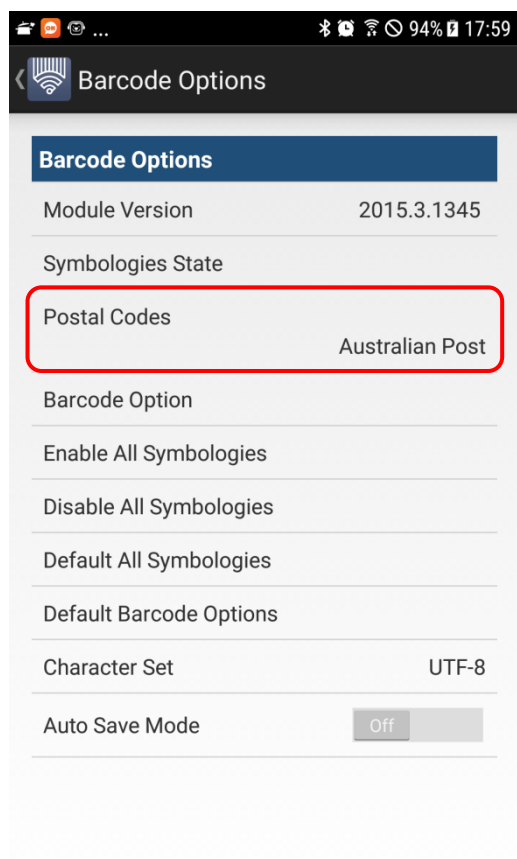 ... 94% 17:59
Barcode Options
Barcode Options
Module Version 2015.3.1345
Symbologies State
Postal Codes
Australian Post
Barcode Option
Enable All Symbologies
Disable All Symbologies
Default All Symbologies
Default Barcode Options
Character Set UTF-8
Auto Save Mode Off